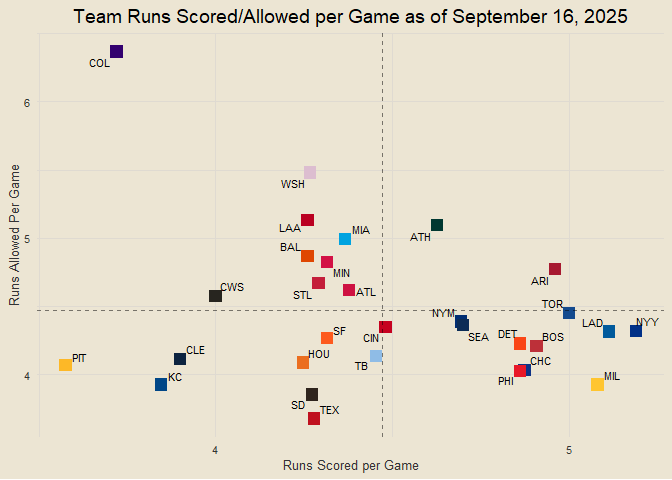 Team Runs Scored/Allowed per Game as of September 16, 2025
COL
6
WSH
LAA
MIA
ATH
5
BAL
MIN
ARI
CWS
STL
ATL
TOR
NYM
LAD
NYY
SF
CIN
SEA
DET
BOS
PIT
CLE
HOU
TB
CHC
4
KC
PHI
MIL
SD
TEX
4
5
Runs Scored per Game
Runs Allowed Per Game